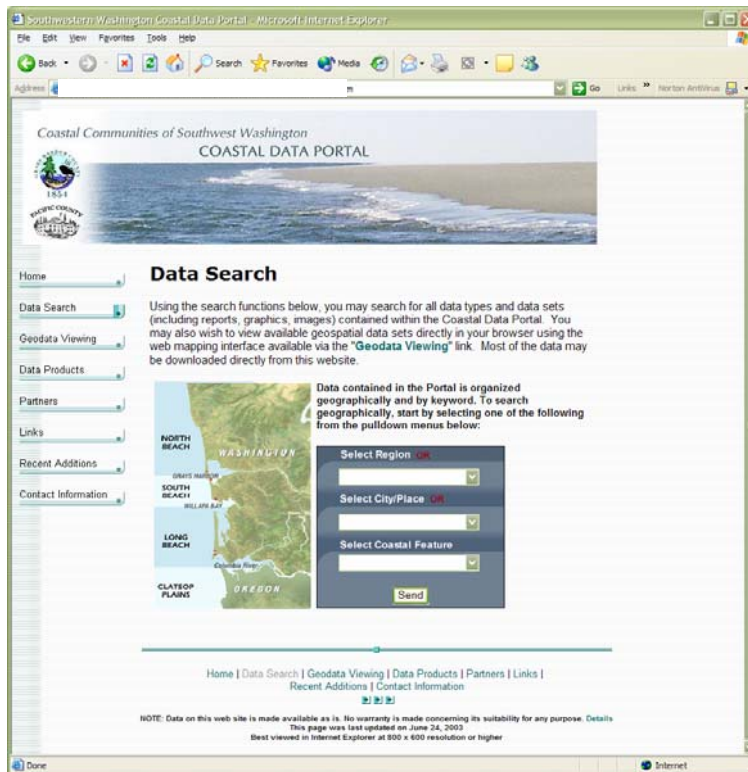 Southwestern Washington Coastal Data Portal - Microsoft Internet Explorer
File Edit View Favorites Tools Help
Back Search Favorites Media
Address Go Links » Norton AntiVirus
Coastal Communities of Southwest Washington
COASTAL DATA PORTAL
1854
PACIFIC COUNTY
Home
Data Search
Geodata Viewing
Data Products
Partners
Links
Recent Additions
Contact Information
Data Search
Using the search functions below, you may search for all data types and data sets
(including reports, graphics, images) contained within the Coastal Data Portal. You
may also wish to view available geospatial data sets directly in your browser using the
web mapping interface available via the "Geodata Viewing" link. Most of the data may
be downloaded directly from this website.
NORTH
BEACH
WASHINGTON
GRAYS HARBOR
SOUTH
BEACH
WILLAPA BAY
LONG
BEACH
Columbia River
CLATSOP
PLAINS
OREGON
Data contained in the Portal is organized
geographically and by keyword. To search
geographically, start by selecting one of the following
from the pulldown menus below:
Select Region OR
Select City/Place OR
Select Coastal Feature
Send
Home | Data Search | Geodata Viewing | Data Products | Partners | Links |
Recent Additions | Contact Information
NOTE: Data on this web site is made available as is. No warranty is made concerning its suitability for any purpose. Details
This page was last updated on June 24, 2003
Best viewed in Internet Explorer at 800 x 600 resolution or higher
Done Internet